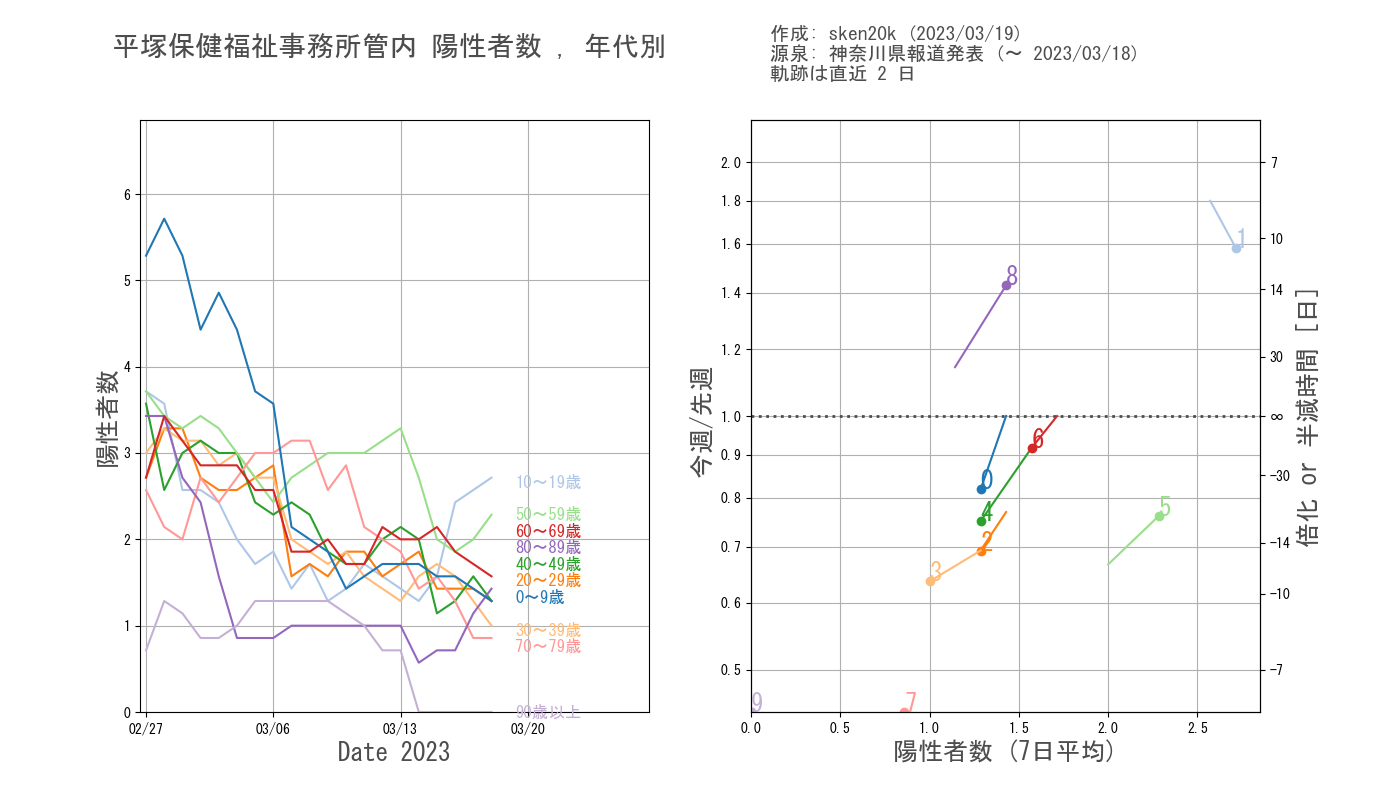 平塚保健福祉事務所管内 陽性者数 , 年代別
作成: sken20k (2023/03/19)
源泉: 神奈川県報道発表 (～ 2023/03/18)
軌跡は直近 2 日
陽性者数
6
5
4
3
2
1
0
02/27
03/06
03/13
03/20
Date 2023
10～19歳
50～59歳
60～69歳
80～89歳
40～49歳
20～29歳
0～9歳
30～39歳
70～79歳
90歳以上
今週/先週
2.0
1.8
1.6
1.4
1.2
1.0
0.9
0.8
0.7
0.6
0.5
0.0
0.5
1.0
1.5
2.0
2.5
陽性者数 (7日平均)
1
8
6
0
4
5
2
3
7
9
7
10
14
30
∞
-30
-14
-10
-7
倍化 or 半減時間 [日]